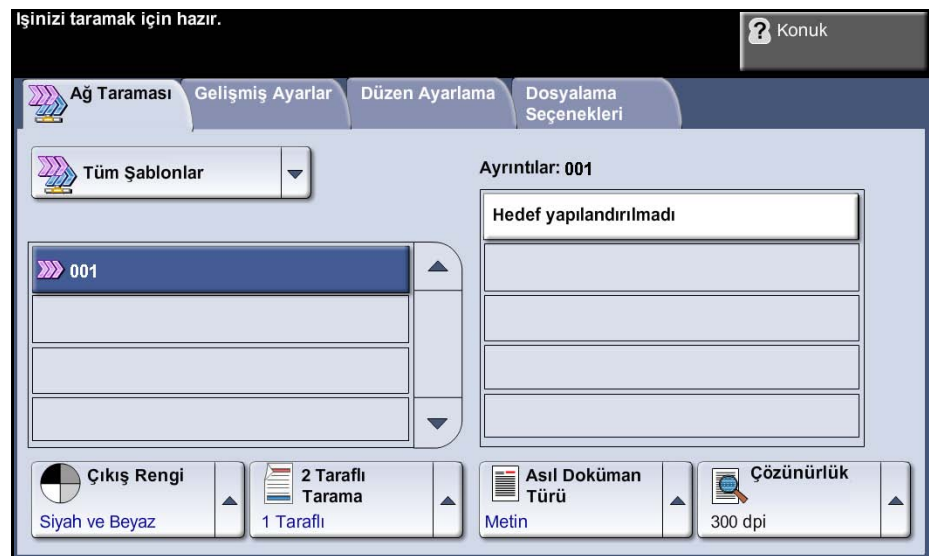 İşinizi taramak için hazır.
? Konuk
Ağ Taraması
Gelişmiş Ayarlar
Düzen Ayarlama
Dosyalama
Seçenekleri
Tüm Şablonlar
Ayrıntılar: 001
Hedef yapılandırılmadı
001
Çıkış Rengi
Siyah ve Beyaz
2 Taraflı
Tarama
1 Taraflı
Asıl Doküman
Türü
Metin
Çözünürlük
300 dpi